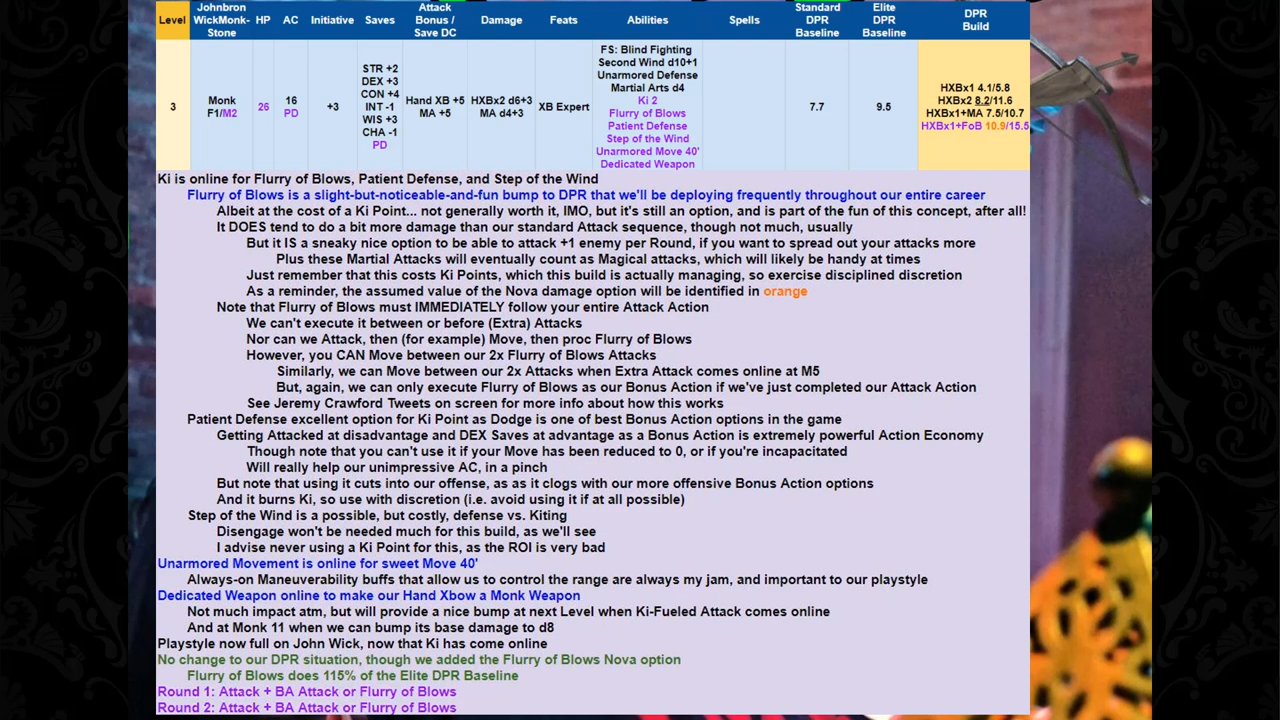 Level
Johnbron WickMonk-Stone
HP
AC
Initiative
Saves
Attack Bonus / Save DC
Damage
Feats
Abilities
Spells
Standard DPR Baseline
Elite DPR Baseline
DPR Build
3
Monk
F1/M2
26
16
PD
+3
STR +2
DEX +3
CON +4
INT -1
WIS +3
CHA -1
PD
Hand XB +5
MA +5
HXBx2 d6+3
MA d4+3
XB Expert
FS: Blind Fighting
Second Wind d10+1
Unarmored Defense
Martial Arts d4
Ki 2
Flurry of Blows
Patient Defense
Step of the Wind
Unarmored Move 40'
Dedicated Weapon
7.7
9.5
HXBx1 4.1/5.8
HXBx2 8.2/11.6
HXBx1+MA 7.5/10.7
HXBx1+FoB 10.9/15.5
Ki is online for Flurry of Blows, Patient Defense, and Step of the Wind
Flurry of Blows is a slight-but-noticeable-and-fun bump to DPR that we'll be deploying frequently throughout our entire career
Albeit at the cost of a Ki Point... not generally worth it, IMO, but it's still an option, and is part of the fun of this concept, after all!
It DOES tend to do a bit more damage than our standard Attack sequence, though not much, usually
But it IS a sneaky nice option to be able to attack +1 enemy per Round, if you want to spread out your attacks more
Plus these Martial Attacks will eventually count as Magical attacks, which will likely be handy at times
Just remember that this costs Ki Points, which this build is actually managing, so exercise disciplined discretion
As a reminder, the assumed value of the Nova damage option will be identified in orange
Note that Flurry of Blows must IMMEDIATELY follow your entire Attack Action
We can't execute it between or before (Extra) Attacks
Nor can we Attack, then (for example) Move, then proc Flurry of Blows
However, you CAN Move between our 2x Flurry of Blows Attacks
Similarly, we can Move between our 2x Attacks when Extra Attack comes online at M5
But, again, we can only execute Flurry of Blows as our Bonus Action if we've just completed our Attack Action
See Jeremy Crawford Tweets on screen for more info about how this works
Patient Defense excellent option for Ki Point as Dodge is one of best Bonus Action options in the game
Getting Attacked at disadvantage and DEX Saves at advantage as a Bonus Action is extremely powerful Action Economy
Though note that you can't use it if your Move has been reduced to 0, or if you're incapacitated
Will really help our unimpressive AC, in a pinch
But note that using it cuts into our offense, as as it clogs with our more offensive Bonus Action options
And it burns Ki, so use with discretion (i.e. avoid using it if at all possible)
Step of the Wind is a possible, but costly, defense vs. Kiting
Disengage won't be needed much for this build, as we'll see
I advise never using a Ki Point for this, as the ROI is very bad
Unarmored Movement is online for sweet Move 40'
Always-on Maneuverability buffs that allow us to control the range are always my jam, and important to our playstyle
Dedicated Weapon online to make our Hand Xbow a Monk Weapon
Not much impact atm, but will provide a nice bump at next Level when Ki-Fueled Attack comes online
And at Monk 11 when we can bump its base damage to d8
Playstyle now full on John Wick, now that Ki has come online
No change to our DPR situation, though we added the Flurry of Blows Nova option
Flurry of Blows does 115% of the Elite DPR Baseline
Round 1: Attack + BA Attack or Flurry of Blows
Round 2: Attack + BA Attack or Flurry of Blows